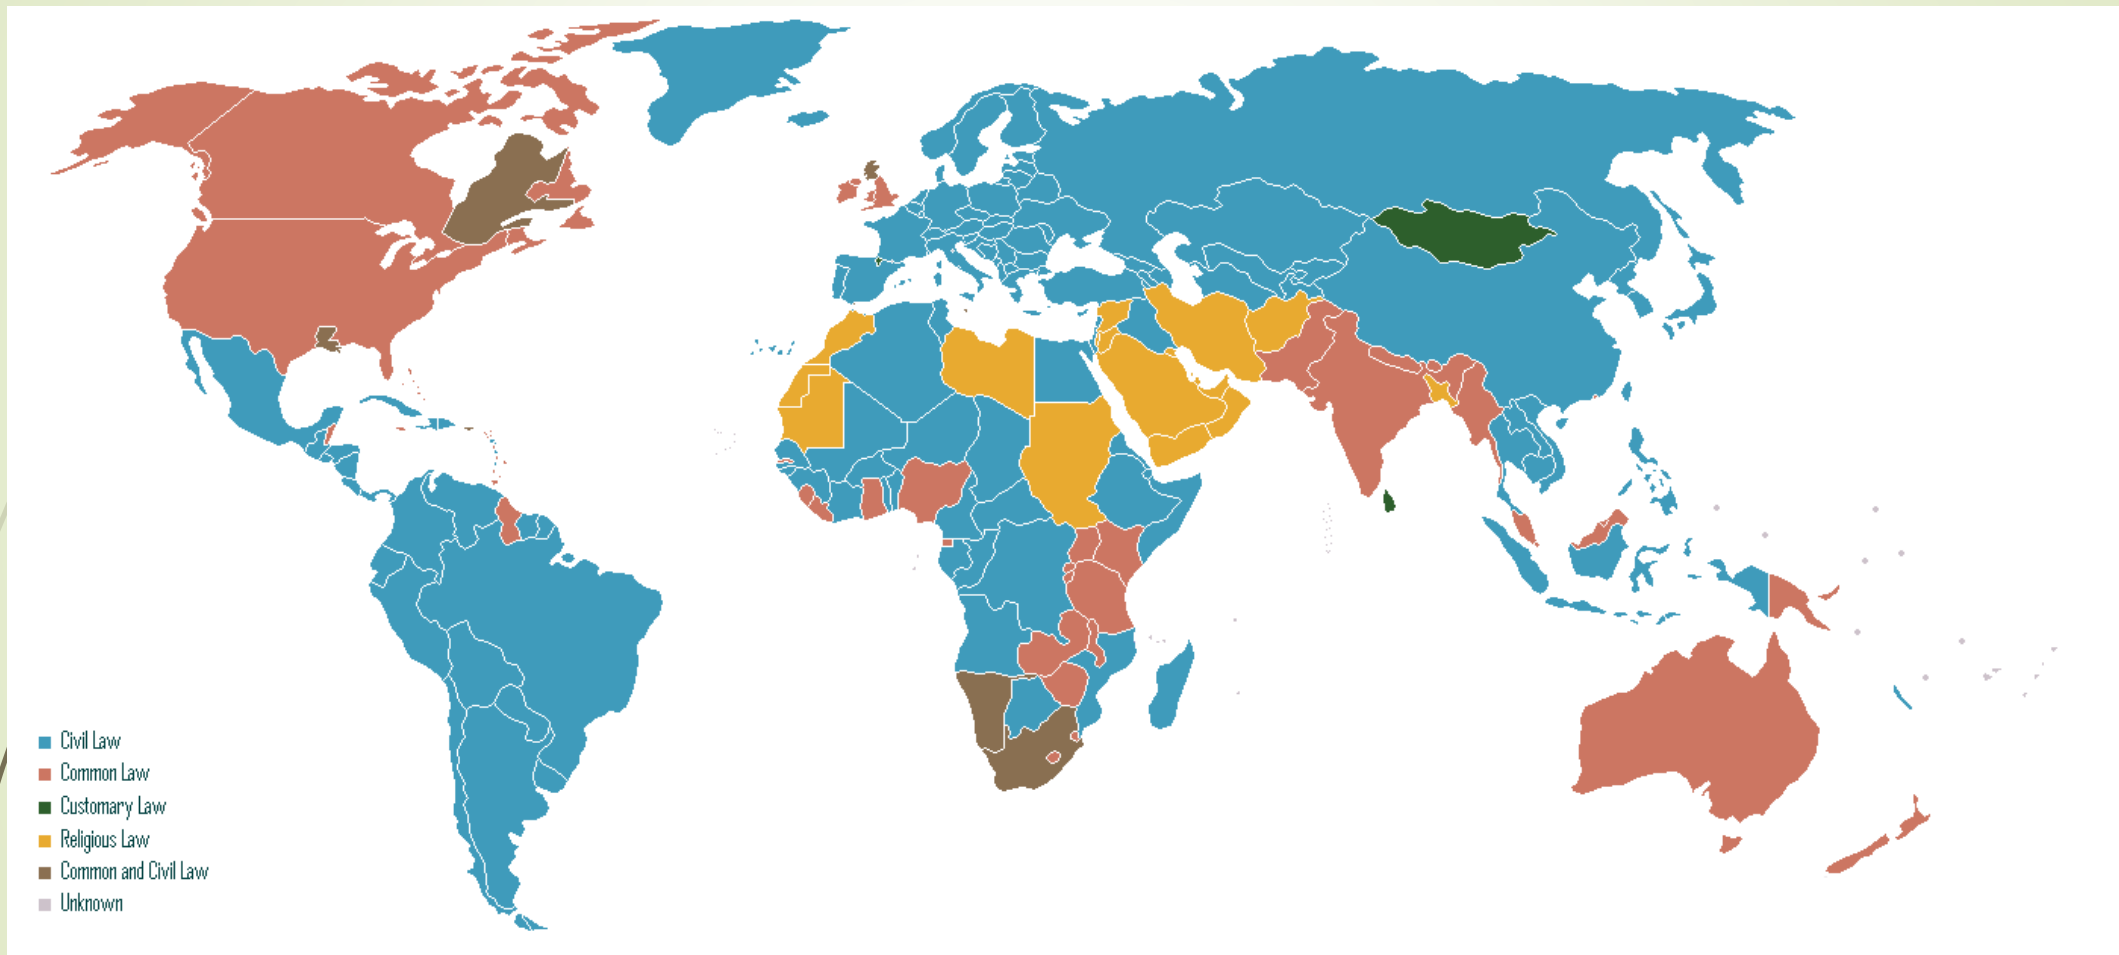 Civil Law
Common Law
Customary Law
Religious Law
Common and Civil Law
Unknown